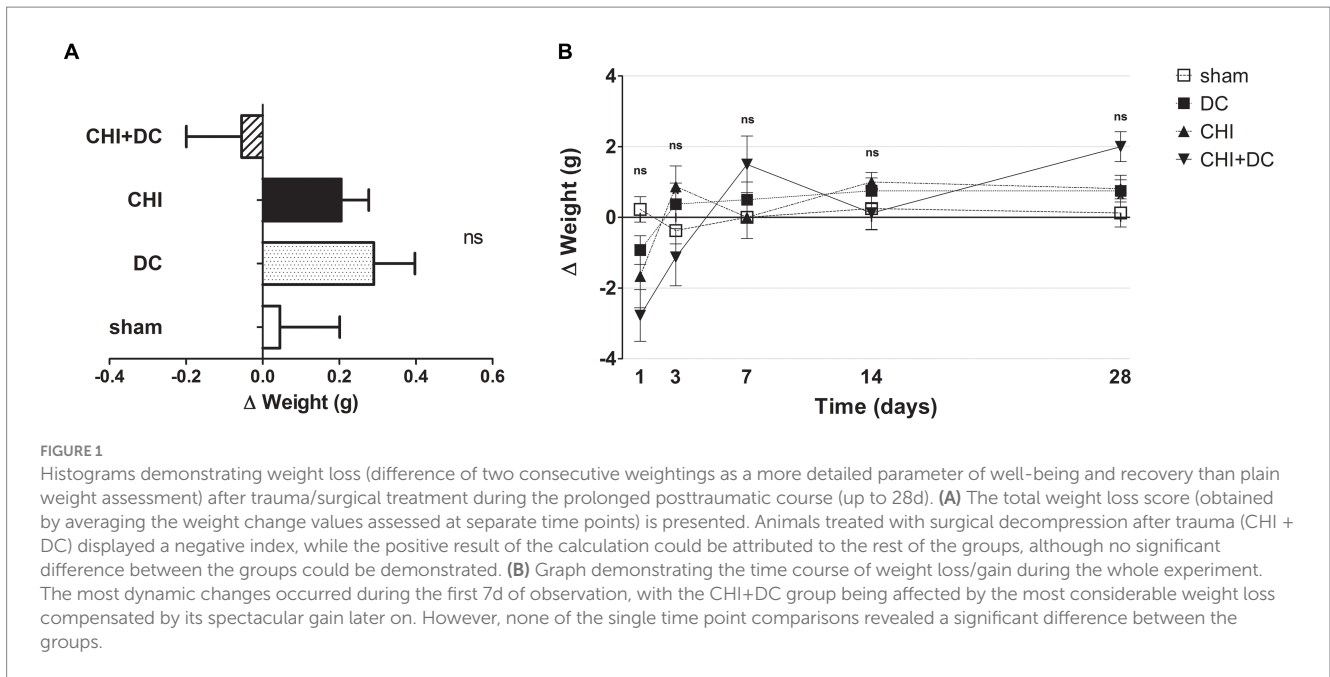 A
CHI+DC
CHI
DC
sham
ns
-0.4 -0.2 0.0 0.2 0.4 0.6
Δ Weight (g)
B
4
2
0
-2
-4
Δ Weight (g)
ns ns ns ns ns
1 3 7 14 28
Time (days)
sham
DC
CHI
CHI+DC
FIGURE 1
Histograms demonstrating weight loss (difference of two consecutive weightings as a more detailed parameter of well-being and recovery than plain
weight assessment) after trauma/surgical treatment during the prolonged posttraumatic course (up to 28d). (A) The total weight loss score (obtained
by averaging the weight change values assessed at separate time points) is presented. Animals treated with surgical decompression after trauma (CHI +
DC) displayed a negative index, while the positive result of the calculation could be attributed to the rest of the groups, although no significant
difference between the groups could be demonstrated. (B) Graph demonstrating the time course of weight loss/gain during the whole experiment.
The most dynamic changes occurred during the first 7d of observation, with the CHI+DC group being affected by the most considerable weight loss
compensated by its spectacular gain later on. However, none of the single time point comparisons revealed a significant difference between the
groups.